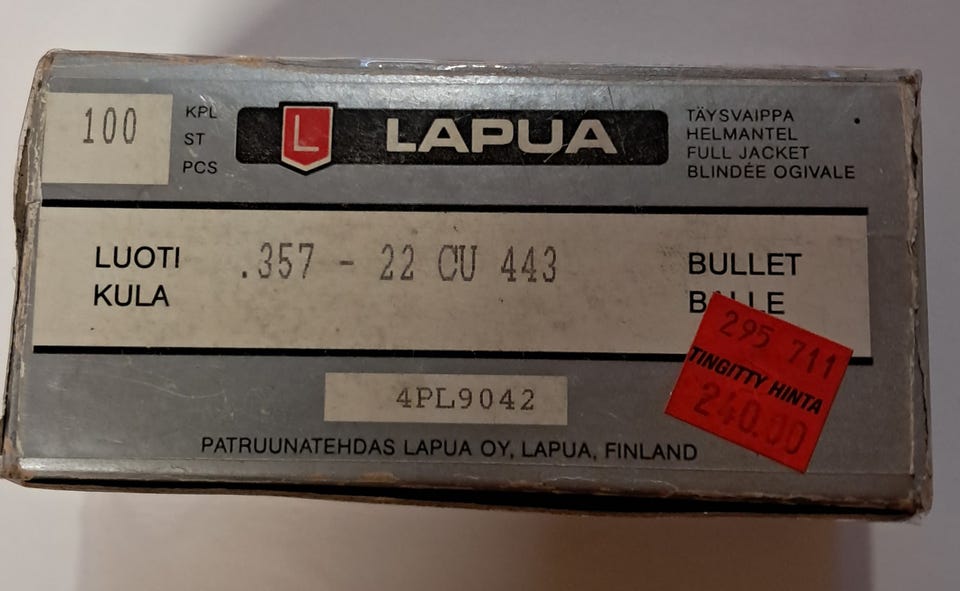 100
KPL
ST
PCS
L LAPUA
TÄYSVAIPPA
HELMANTEL
FULL JACKET
BLINDÉE OGIVALE
LUOTI
KULA
.357 - 22 CU 443
BULLET
BALLE
295 711
TINGITTY HINTA
240.00
4PL9042
PATRUUNATEHDAS LAPUA OY, LAPUA, FINLAND